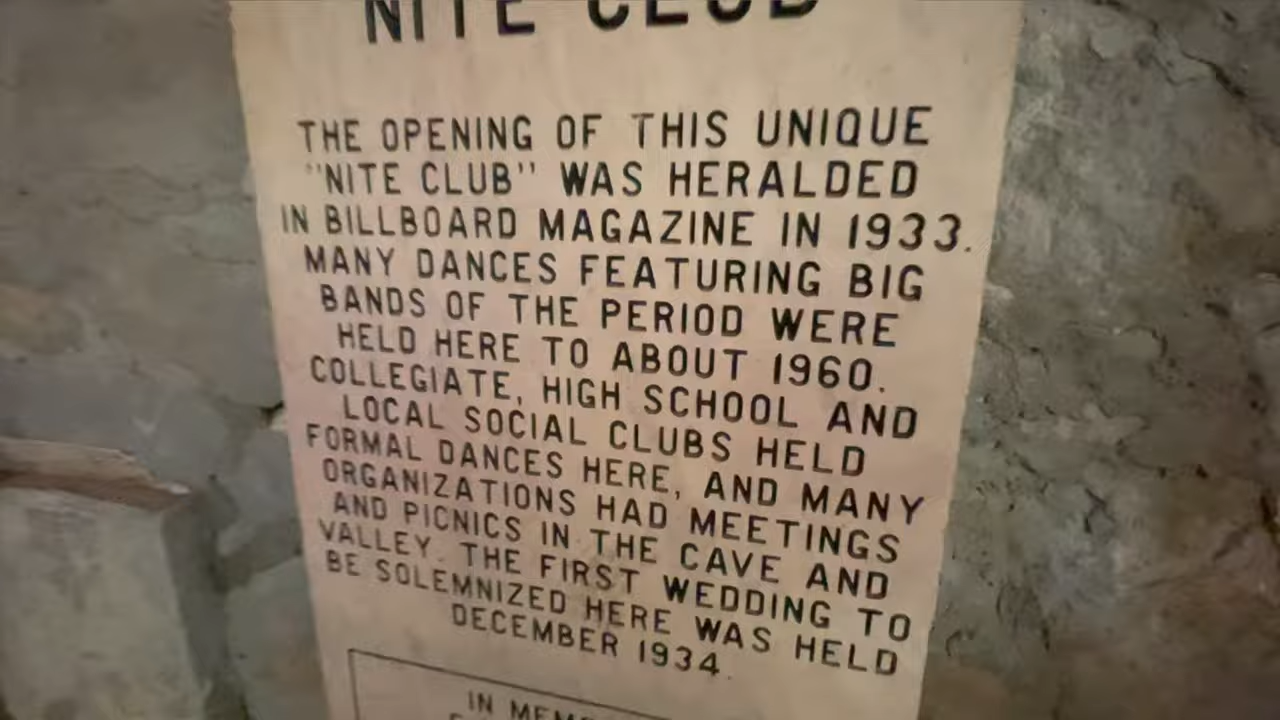 NITE CLUB
THE OPENING OF THIS UNIQUE
"NITE CLUB" WAS HERALDED
IN BILLBOARD MAGAZINE IN 1933.
MANY DANCES FEATURING BIG
BANDS OF THE PERIOD WERE
HELD HERE TO ABOUT 1960.
COLLEGIATE, HIGH SCHOOL AND
LOCAL SOCIAL CLUBS HELD
FORMAL DANCES HERE, AND MANY
ORGANIZATIONS HAD MEETINGS
AND PICNICS IN THE CAVE AND
VALLEY. THE FIRST WEDDING TO
BE SOLEMNIZED HERE WAS HELD
DECEMBER 1934.
IN